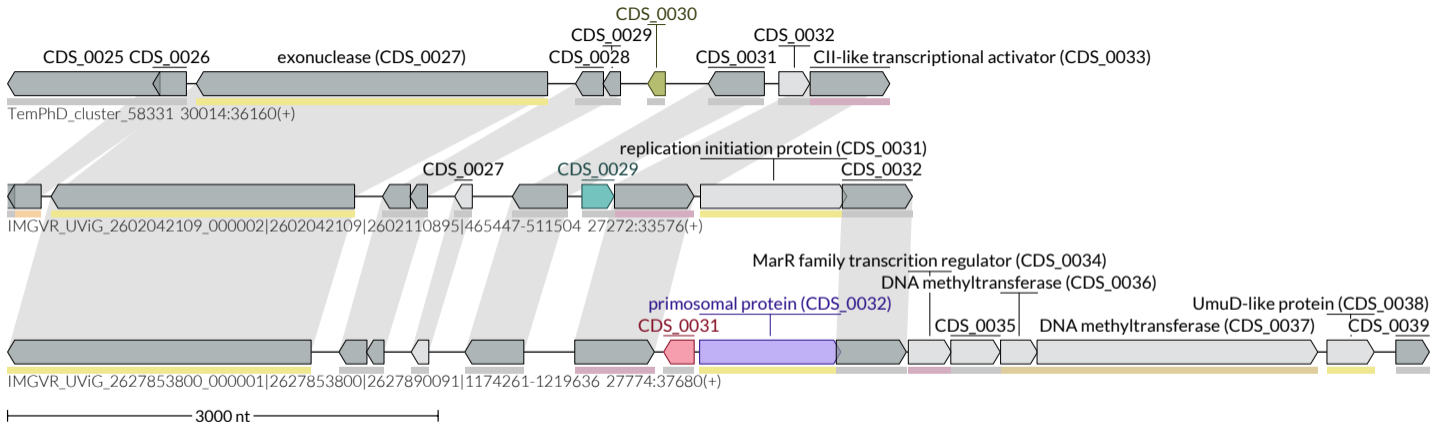 CDS_0030
CDS_0029 CDS_0032
CDS_0025 CDS_0026 exonuclease (CDS_0027) CDS_0028 CDS_0031 CII-like transcriptional activator (CDS_0033)
TemPhD_cluster_58331 30014:36160(+)
replication initiation protein (CDS_0031)
CDS_0027 CDS_0029 CDS_0032
IMGVR_UViG_2602042109_000002|2602042109|2602110895|465447-511504 27272:33576(+)
MarR family transcrition regulator (CDS_0034)
DNA methyltransferase (CDS_0036)
primosomal protein (CDS_0032) UmuD-like protein (CDS_0038)
CDS_0031 CDS_0035 DNA methyltransferase (CDS_0037) CDS_0039
IMGVR_UViG_2627853800_000001|2627853800|2627890091|1174261-1219636 27774:37680(+)
3000 nt